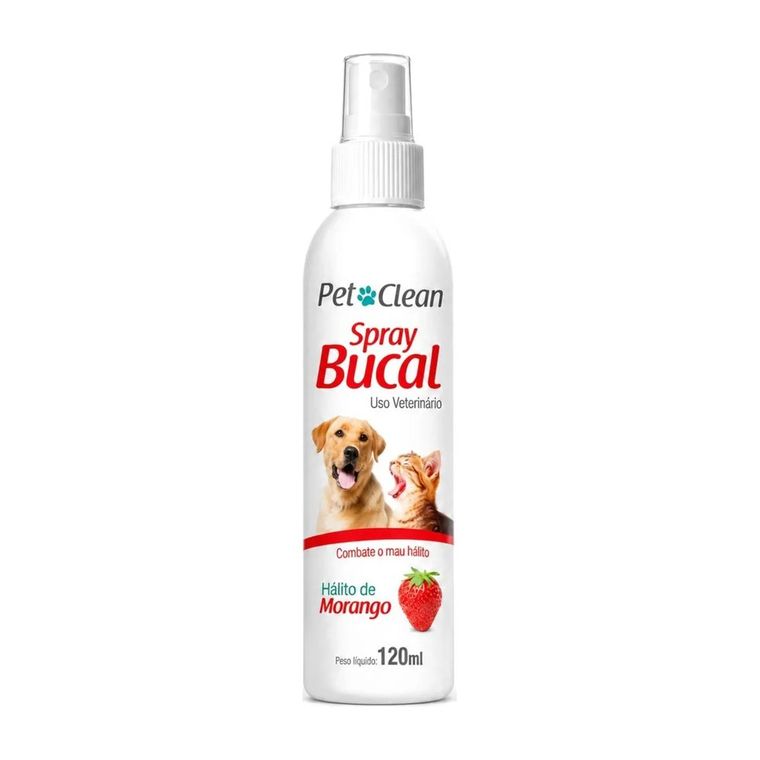 Pet Clean
Spray
Bucal
Uso Veterinário
Combate o mau hálito
Hálito de
Morango
Peso líquido: 120ml